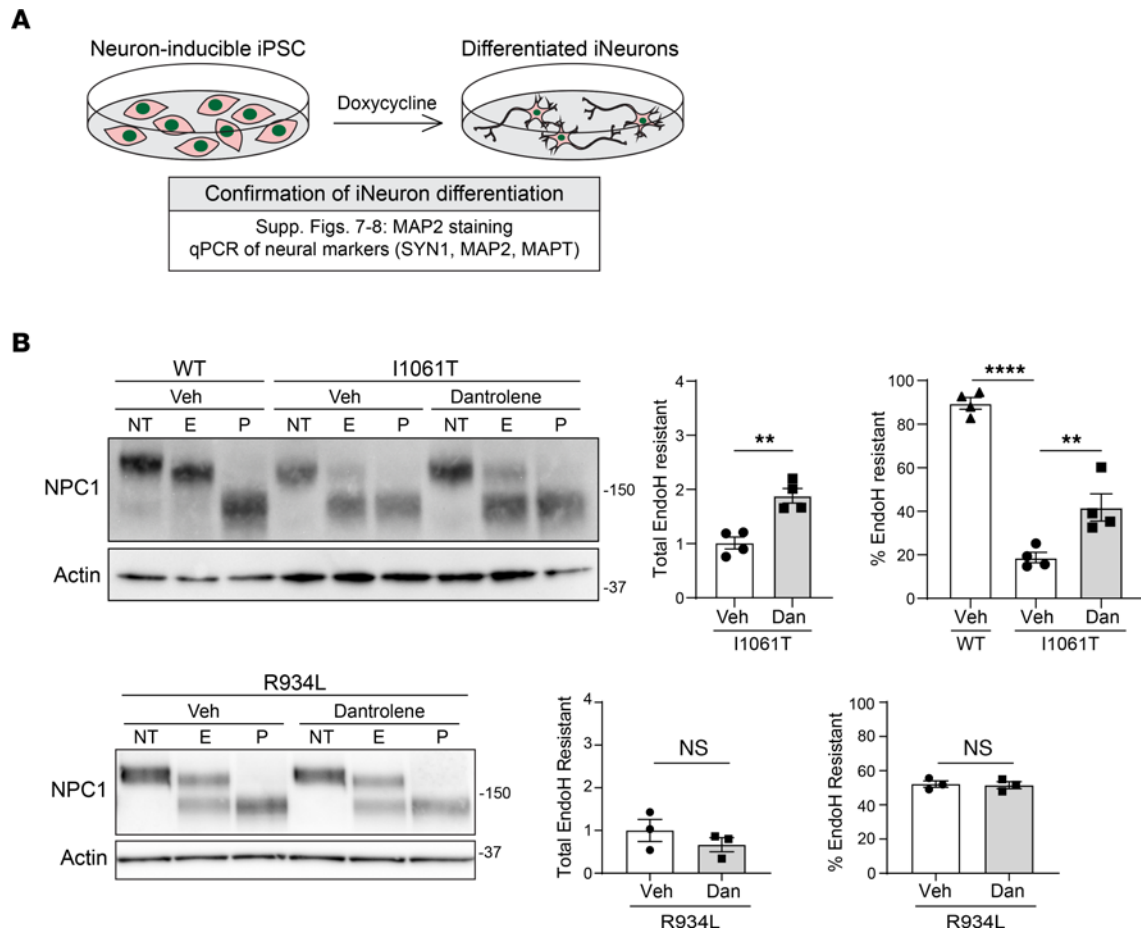 A
Neuron-inducible iPSC
Differentiated iNeurons
Doxycycline
Confirmation of iNeuron differentiation
Supp. Figs. 7-8: MAP2 staining
qPCR of neural markers (SYN1, MAP2, MAPT)
B
WT I1061T
Veh Veh Dantrolene
NT E P NT E P NT E P
NPC1
-150
Actin
-37
Total EndoH resistant
4
3
2
1
0
**
Veh Dan
I1061T
% EndoH resistant
100
80
60
40
20
0
****
**
Veh Veh Dan
WT I1061T
R934L
Veh Dantrolene
NT E P NT E P
NPC1
-150
Actin
-37
Total EndoH Resistant
4
3
2
1
0
NS
Veh Dan
R934L
% EndoH Resistant
100
80
60
40
20
0
NS
Veh Dan
R934L